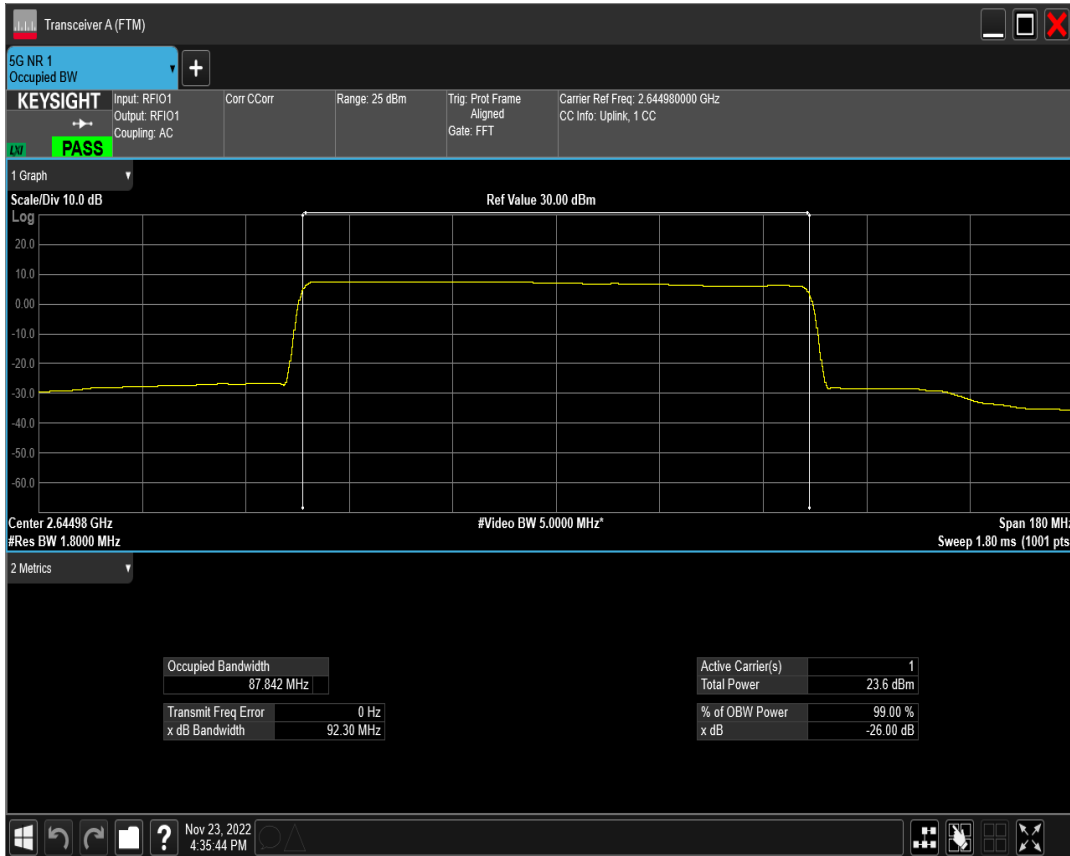 Transceiver A (FTM)
5G NR 1
Occupied BW
+
KEYSIGHT
LXI
PASS
Input: RFIO1
Output: RFIO1
Coupling: AC
Corr CCorr
Range: 25 dBm
Trig: Prot Frame
Aligned
Gate: FFT
Carrier Ref Freq: 2.644980000 GHz
CC Info: Uplink, 1 CC
1 Graph
Scale/Div 10.0 dB
Ref Value 30.00 dBm
Log
20.0
10.0
0.00
-10.0
-20.0
-30.0
-40.0
-50.0
-60.0
Center 2.64498 GHz
#Video BW 5.0000 MHz*
Span 180 MHz
#Res BW 1.8000 MHz
Sweep 1.80 ms (1001 pts
2 Metrics
Occupied Bandwidth
87.842 MHz
Transmit Freq Error 0 Hz
x dB Bandwidth 92.30 MHz
Active Carrier(s) 1
Total Power 23.6 dBm
% of OBW Power 99.00 %
x dB -26.00 dB
?
Nov 23, 2022
4:35:44 PM